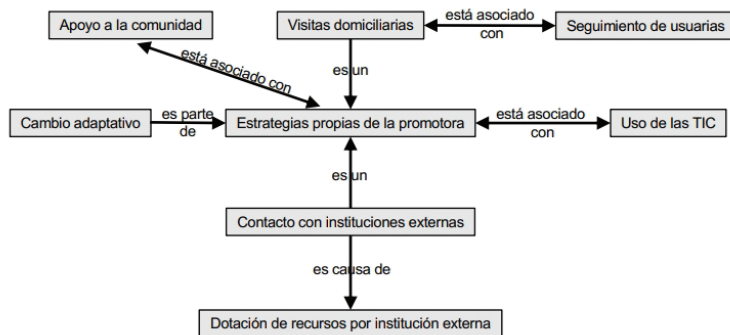 Apoyo a la comunidad
Visitas domiciliarias
está asociado
con
Seguimiento de usuarias
está asociado con
es un
Cambio adaptativo
es parte
de
Estrategias propias de la promotora
está asociado
con
Uso de las TIC
es un
Contacto con instituciones externas
es causa de
Dotación de recursos por institución externa